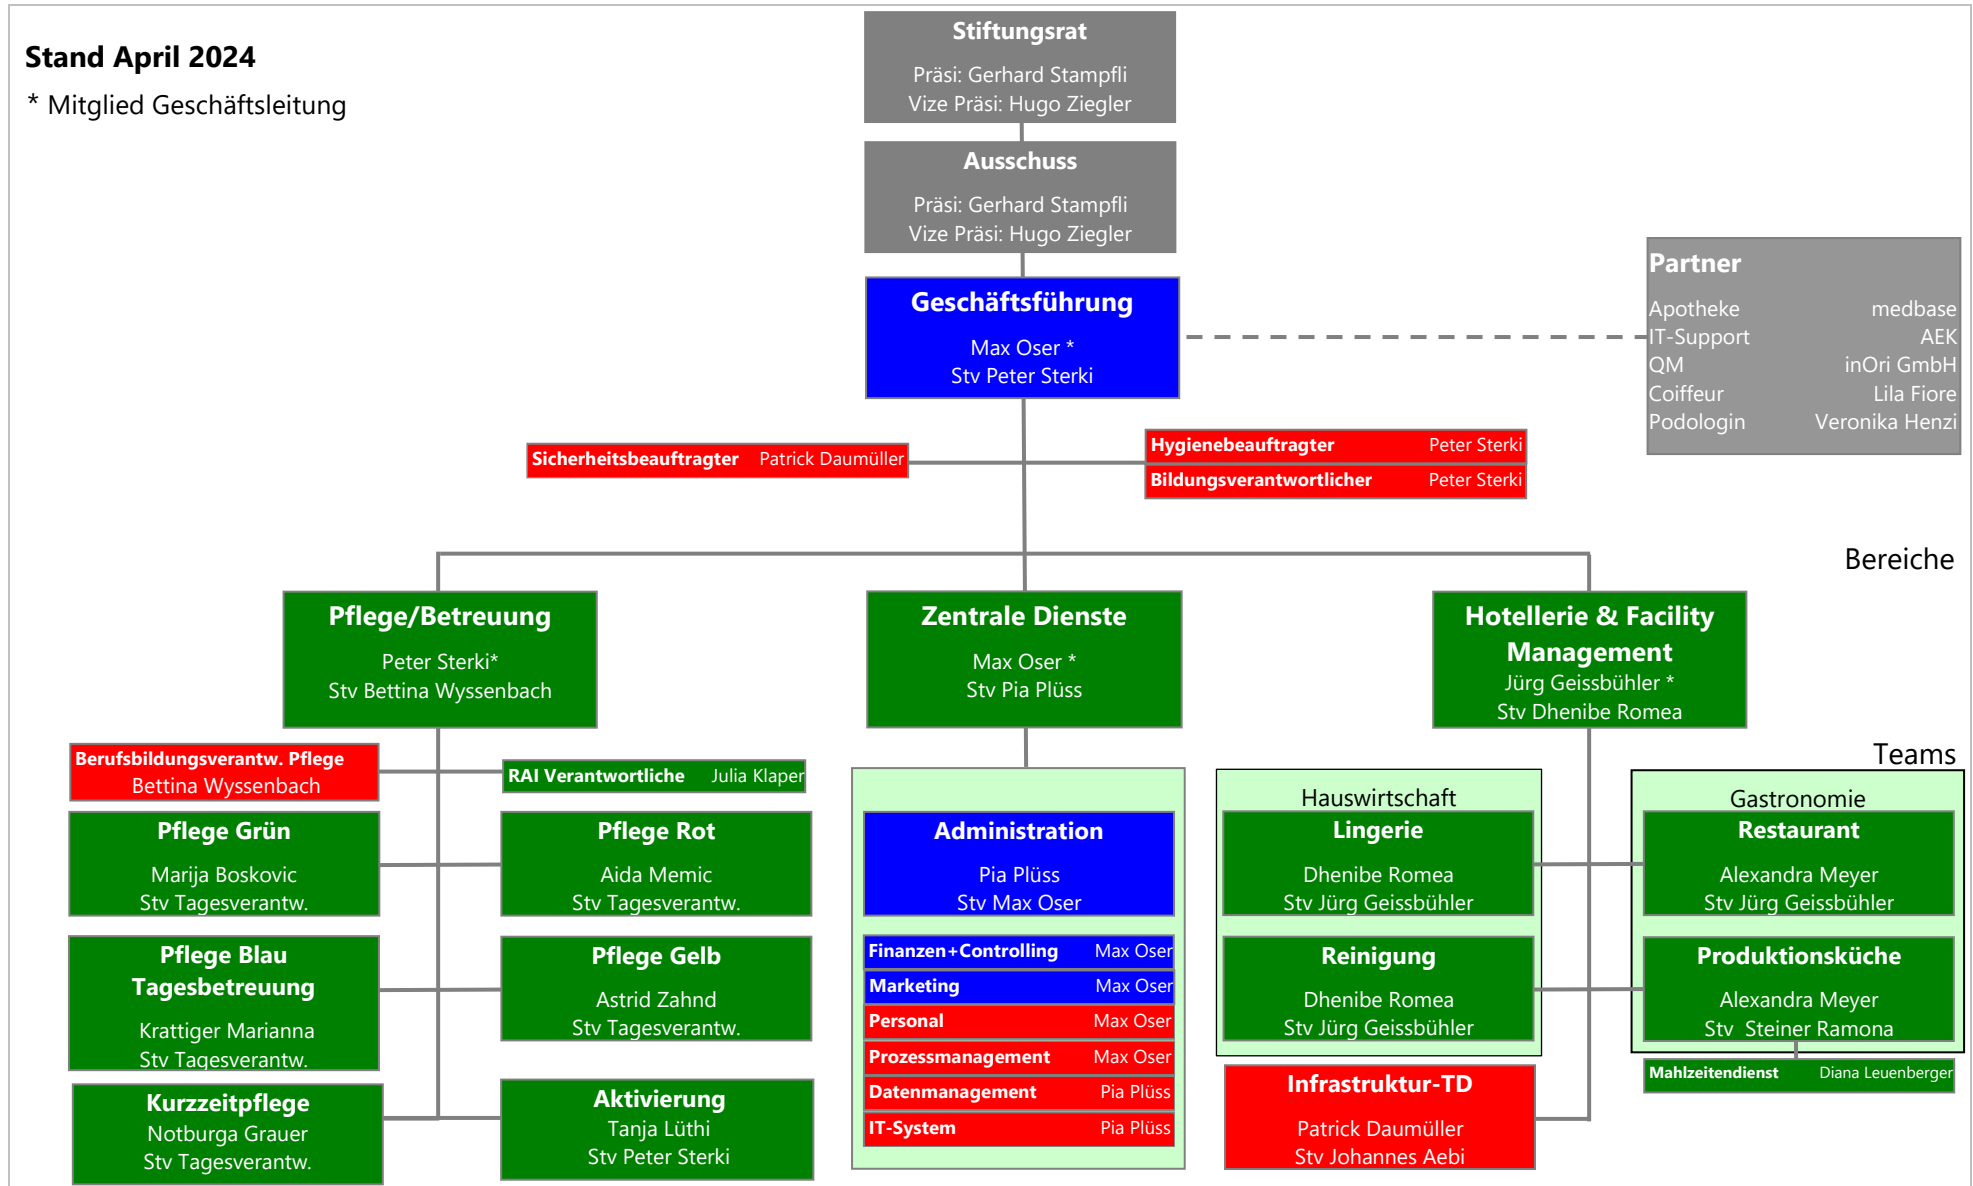 Stand April 2024
* Mitglied Geschäftsleitung
Stiftungsrat
Präsi: Gerhard Stampfli
Vize Präsi: Hugo Ziegler
Ausschuss
Präsi: Gerhard Stampfli
Vize Präsi: Hugo Ziegler
Geschäftsführung
Max Oser *
Stv Peter Sterki
Partner
Apotheke medbase
IT-Support AEK
QM inOri GmbH
Coiffeur Lila Fiore
Podologin Veronika Henzi
Sicherheitsbeauftragter Patrick Daumüller
Hygienebeauftragter Peter Sterki
Bildungsverantwortlicher Peter Sterki
Bereiche
Pflege/Betreuung
Peter Sterki*
Stv Bettina Wyssenbach
Zentrale Dienste
Max Oser *
Stv Pia Plüss
Hotellerie & Facility
Management
Jürg Geissbühler *
Stv Dhenibe Romea
Teams
Berufsbildungsverantw. Pflege
Bettina Wyssenbach
RAI Verantwortliche Julia Klaper
Pflege Grün
Marija Boskovic
Stv Tagesverantw.
Pflege Rot
Aida Memic
Stv Tagesverantw.
Pflege Blau
Tagesbetreuung
Krattiger Marianna
Stv Tagesverantw.
Pflege Gelb
Astrid Zahnd
Stv Tagesverantw.
Kurzzeitpflege
Notburga Grauer
Stv Tagesverantw.
Aktivierung
Tanja Lüthi
Stv Peter Sterki
Administration
Pia Plüss
Stv Max Oser
Finanzen+Controlling Max Oser
Marketing Max Oser
Personal Max Oser
Prozessmanagement Max Oser
Datenmanagement Pia Plüss
IT-System Pia Plüss
Hauswirtschaft
Lingerie
Dhenibe Romea
Stv Jürg Geissbühler
Reinigung
Dhenibe Romea
Stv Jürg Geissbühler
Infrastruktur-TD
Patrick Daumüller
Stv Johannes Aebi
Gastronomie
Restaurant
Alexandra Meyer
Stv Jürg Geissbühler
Produktionsküche
Alexandra Meyer
Stv  Steiner Ramona
Mahlzeitendienst Diana Leuenberger